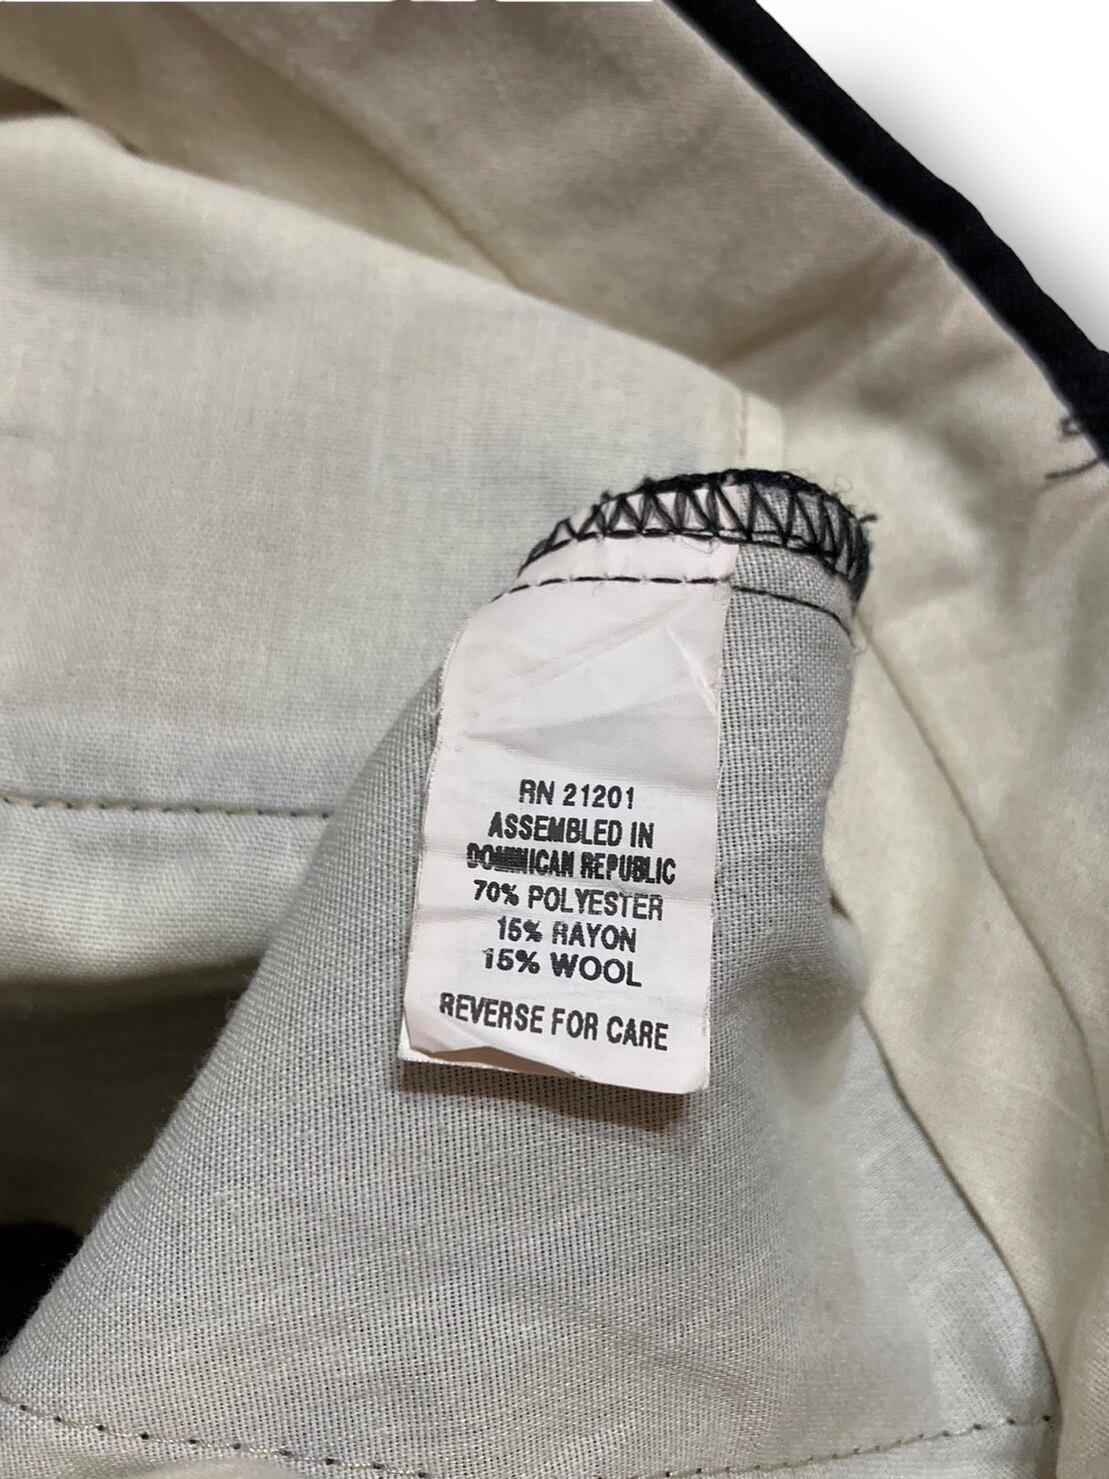 RN 21201
ASSEMBLED IN
DOMINICAN REPUBLIC
70% POLYESTER
15% RAYON
15% WOOL
REVERSE FOR CARE